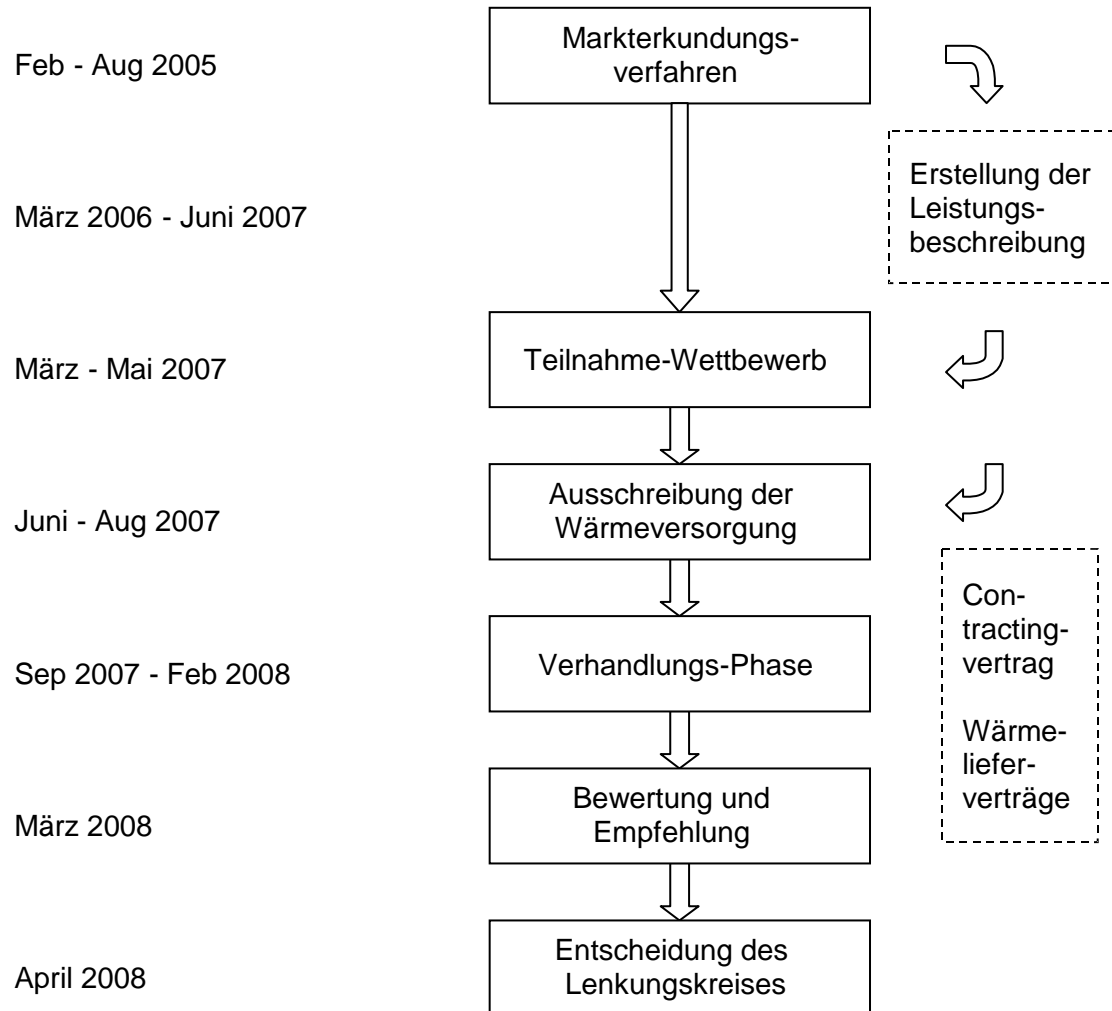 Feb - Aug 2005
Markterkundungs-
verfahren
März 2006 - Juni 2007
Erstellung der
Leistungs-
beschreibung
März - Mai 2007
Teilnahme-Wettbewerb
Juni - Aug 2007
Ausschreibung der
Wärmeversorgung
Sep 2007 - Feb 2008
Verhandlungs-Phase
Con-
tracting-
vertrag
Wärme-
liefer-
verträge
März 2008
Bewertung und
Empfehlung
April 2008
Entscheidung des
Lenkungskreises